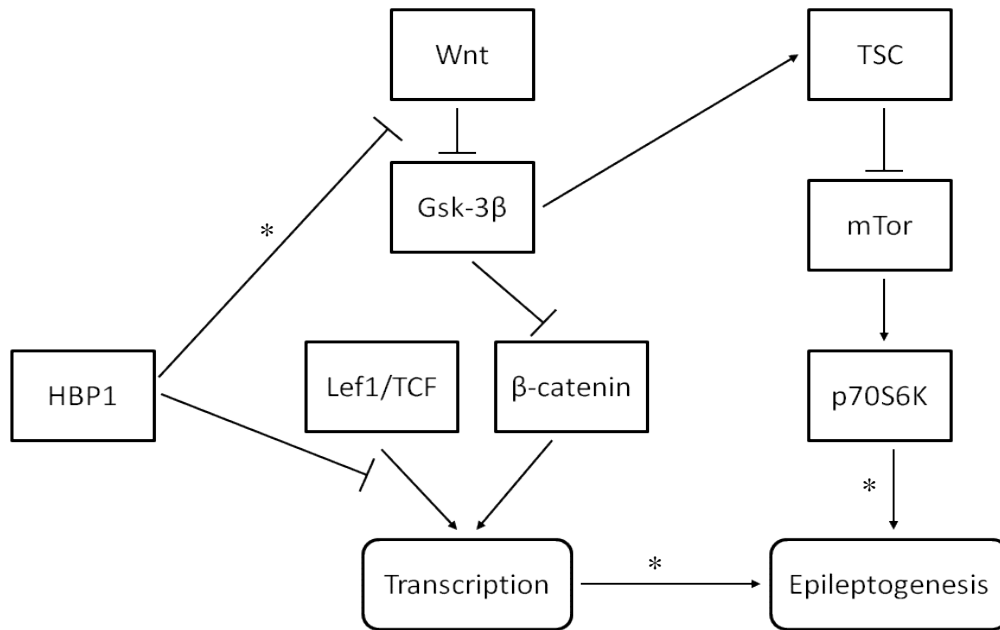 Wnt
TSC
Gsk-3β
mTor
*
HBP1
Lef1/TCF
β-catenin
p70S6K
*
*
Transcription
Epileptogenesis